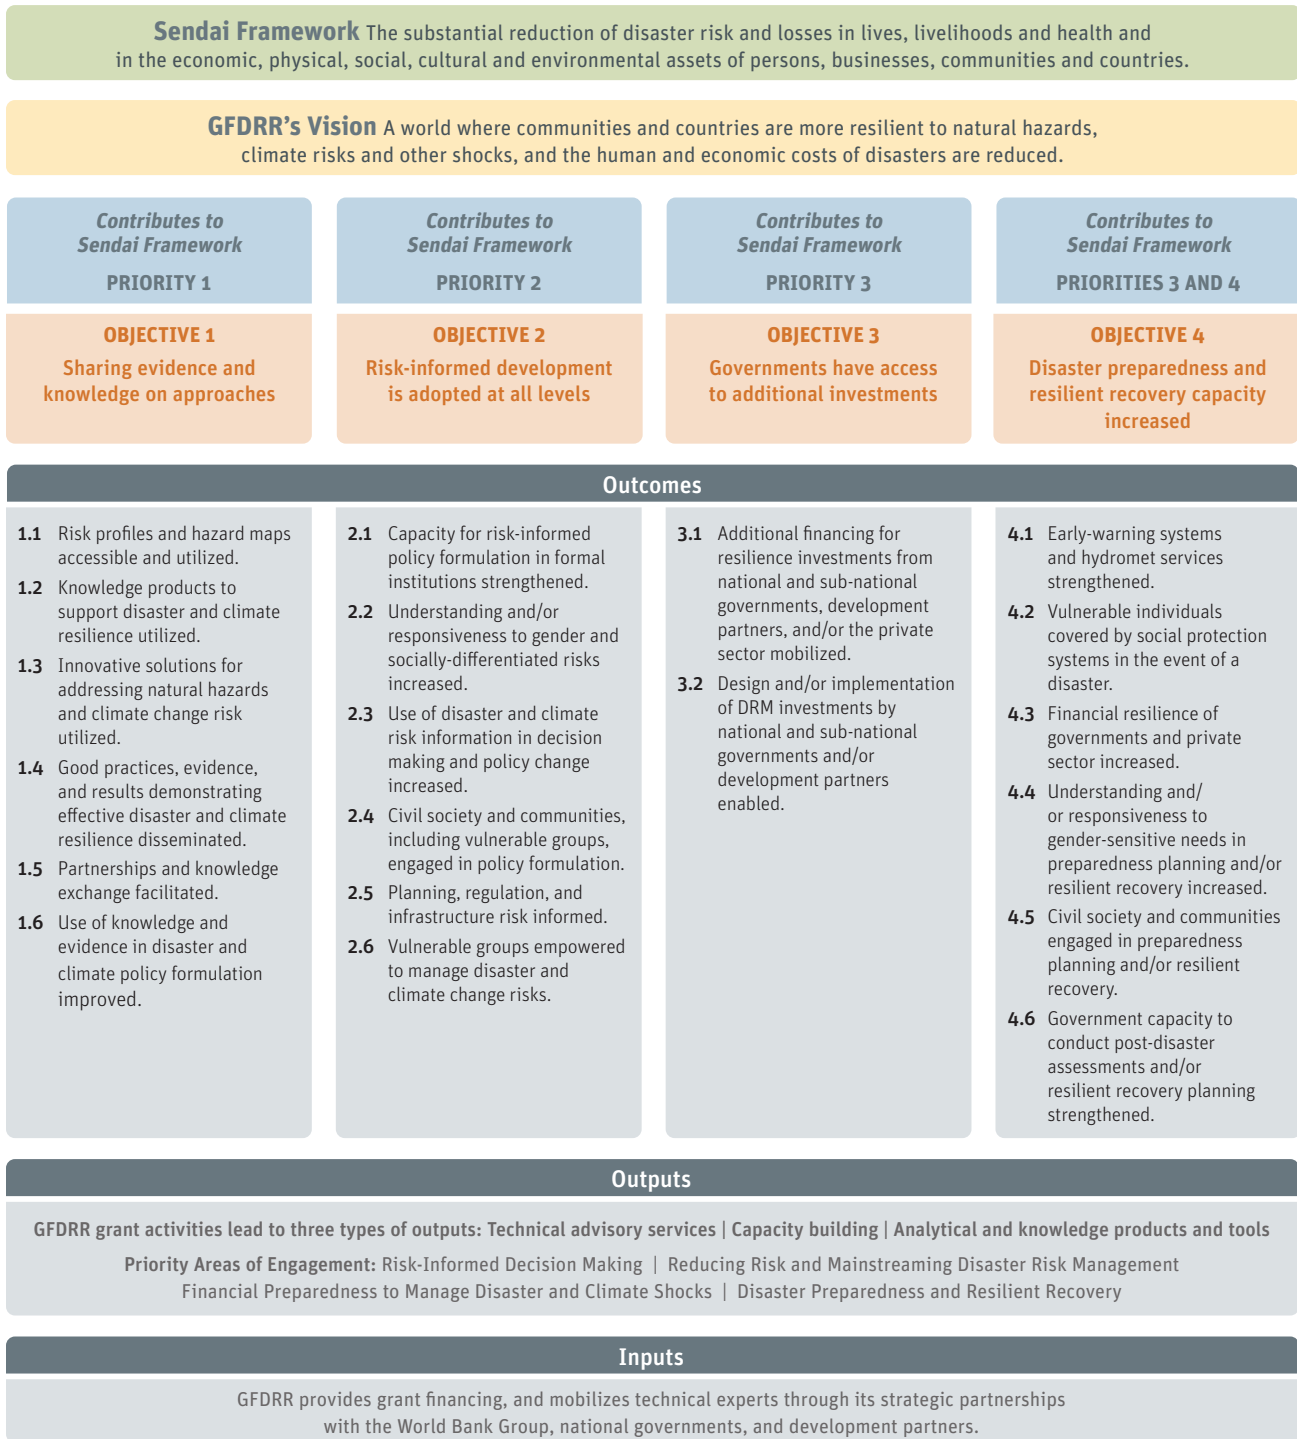 Sendai Framework The substantial reduction of disaster risk and losses in lives, livelihoods and health and
in the economic, physical, social, cultural and environmental assets of persons, businesses, communities and countries.
GFDRR's Vision A world where communities and countries are more resilient to natural hazards,
climate risks and other shocks, and the human and economic costs of disasters are reduced.
Contributes to
Sendai Framework
PRIORITY 1
OBJECTIVE 1
Sharing evidence and
knowledge on approaches
Contributes to
Sendai Framework
PRIORITY 2
OBJECTIVE 2
Risk-informed development
is adopted at all levels
Contributes to
Sendai Framework
PRIORITY 3
OBJECTIVE 3
Governments have access
to additional investments
Contributes to
Sendai Framework
PRIORITIES 3 AND 4
OBJECTIVE 4
Disaster preparedness and
resilient recovery capacity
increased
Outcomes
1.1 Risk profiles and hazard maps
accessible and utilized.
1.2 Knowledge products to
support disaster and climate
resilience utilized.
1.3 Innovative solutions for
addressing natural hazards
and climate change risk
utilized.
1.4 Good practices, evidence,
and results demonstrating
effective disaster and climate
resilience disseminated.
1.5 Partnerships and knowledge
exchange facilitated.
1.6 Use of knowledge and
evidence in disaster and
climate policy formulation
improved.
2.1 Capacity for risk-informed
policy formulation in formal
institutions strengthened.
2.2 Understanding and/or
responsiveness to gender and
socially-differentiated risks
increased.
2.3 Use of disaster and climate
risk information in decision
making and policy change
increased.
2.4 Civil society and communities,
including vulnerable groups,
engaged in policy formulation.
2.5 Planning, regulation, and
infrastructure risk informed.
2.6 Vulnerable groups empowered
to manage disaster and
climate change risks.
3.1 Additional financing for
resilience investments from
national and sub-national
governments, development
partners, and/or the private
sector mobilized.
3.2 Design and/or implementation
of DRM investments by
national and sub-national
governments and/or
development partners
enabled.
4.1 Early-warning systems
and hydromet services
strengthened.
4.2 Vulnerable individuals
covered by social protection
systems in the event of a
disaster.
4.3 Financial resilience of
governments and private
sector increased.
4.4 Understanding and/
or responsiveness to
gender-sensitive needs in
preparedness planning and/or
resilient recovery increased.
4.5 Civil society and communities
engaged in preparedness
planning and/or resilient
recovery.
4.6 Government capacity to
conduct post-disaster
assessments and/or
resilient recovery planning
strengthened.
Outputs
GFDRR grant activities lead to three types of outputs: Technical advisory services | Capacity building | Analytical and knowledge products and tools
Priority Areas of Engagement: Risk-Informed Decision Making | Reducing Risk and Mainstreaming Disaster Risk Management
Financial Preparedness to Manage Disaster and Climate Shocks | Disaster Preparedness and Resilient Recovery
Inputs
GFDRR provides grant financing, and mobilizes technical experts through its strategic partnerships
with the World Bank Group, national governments, and development partners.